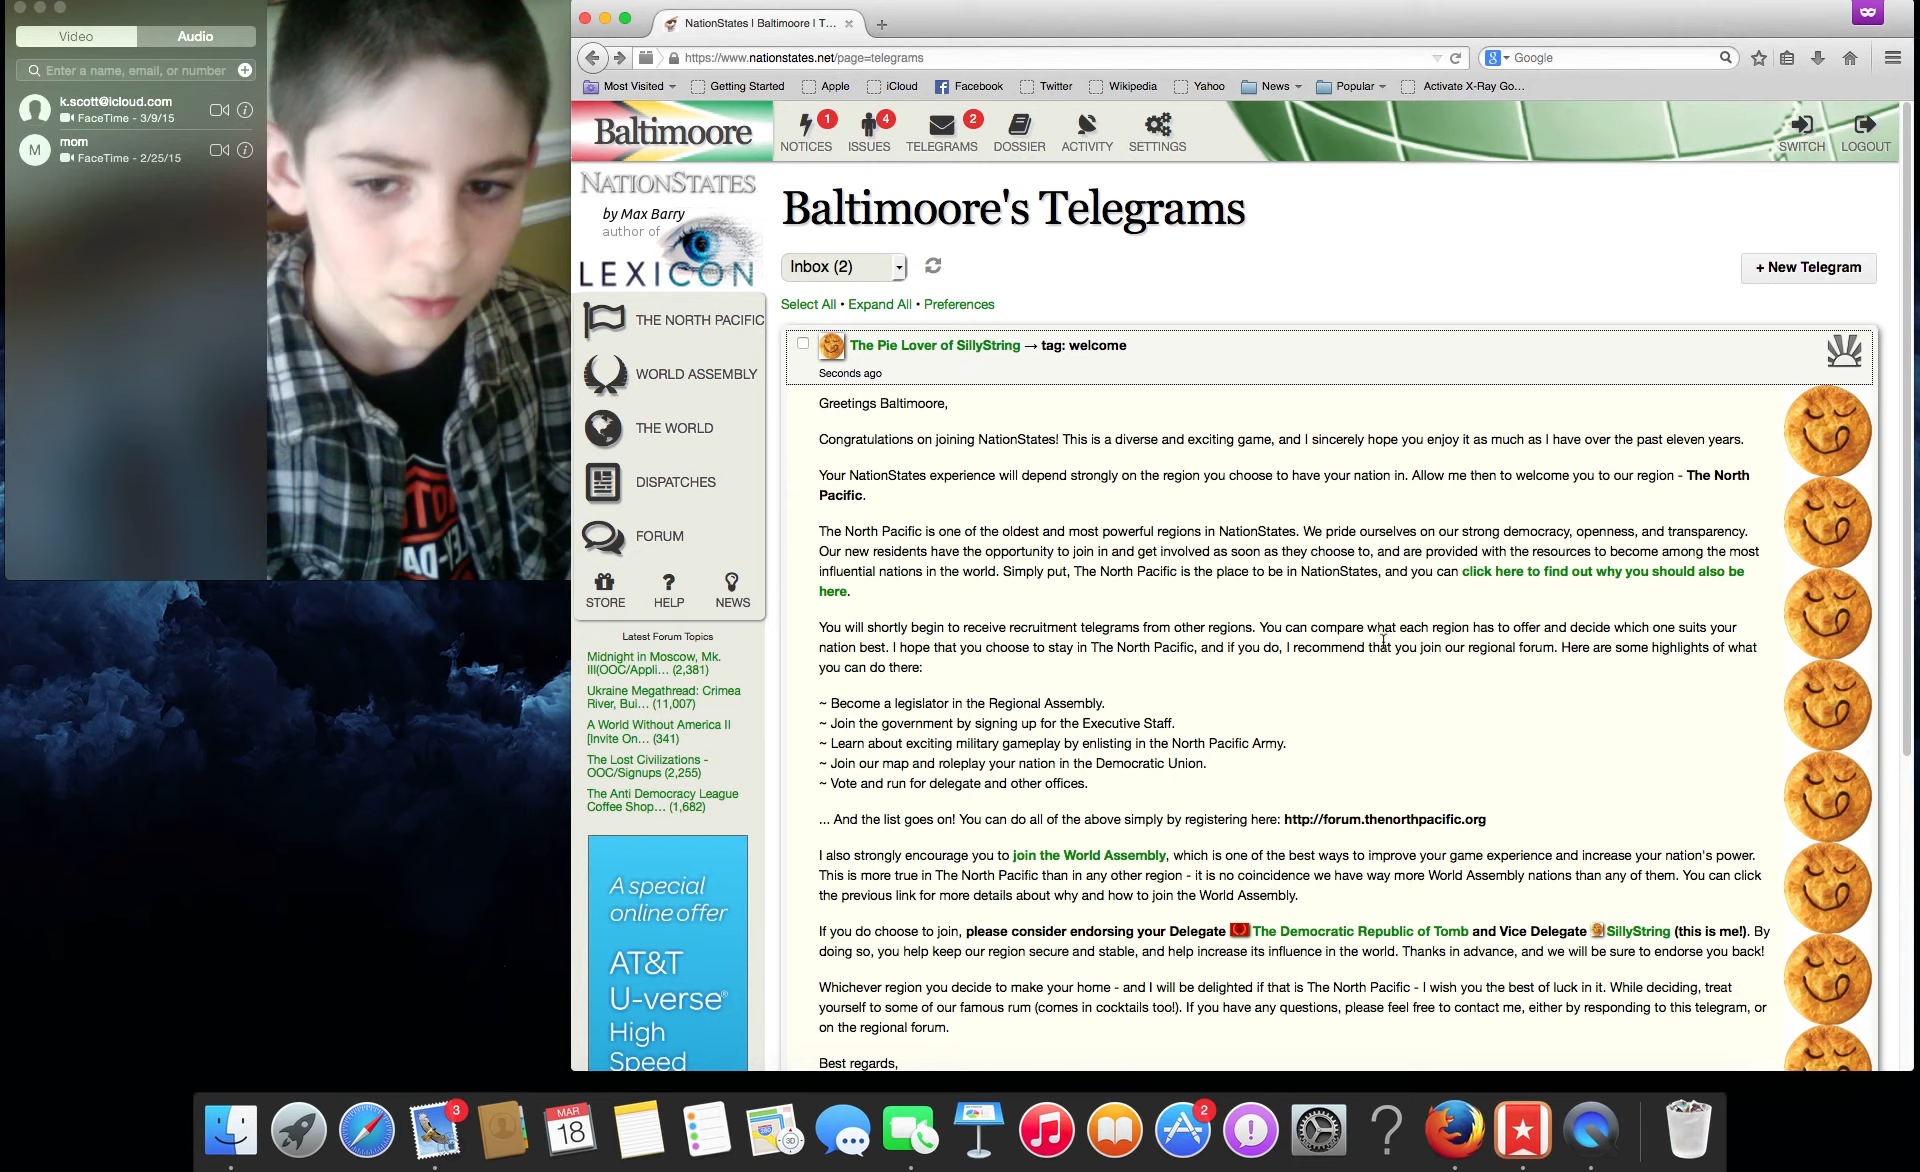 Video
Audio
Enter a name, email, or number
k.scott@icloud.com
FaceTime - 3/9/15
M
mom
FaceTime - 2/25/15
NationStates | Baltimoore | T...
https://www.nationstates.net/page=telegrams
Google
Most Visited
Getting Started
Apple
iCloud
Facebook
Twitter
Wikipedia
Yahoo
News
Popular
Activate X-Ray Go...
Baltimoore
1
NOTICES
4
ISSUES
2
TELEGRAMS
DOSSIER
ACTIVITY
SETTINGS
SWITCH
LOGOUT
NATIONSTATES
by Max Barry
author of
LEXICON
THE NORTH PACIFIC
WORLD ASSEMBLY
THE WORLD
DISPATCHES
FORUM
STORE
HELP
NEWS
Latest Forum Topics
Midnight in Moscow, Mk.
III(OOC/Appli... (2,381)
Ukraine Megathread: Crimea
River, Bui... (11,007)
A World Without America II
[Invite On... (341)
The Lost Civilizations -
OOC/Signups (2,255)
The Anti Democracy League
Coffee Shop... (1,682)
A special
online offer
AT&T
U-verse®
High
Speed
Baltimoore's Telegrams
Inbox (2)
+ New Telegram
Select All • Expand All • Preferences
The Pie Lover of SillyString → tag: welcome
Seconds ago
Greetings Baltimoore,
Congratulations on joining NationStates! This is a diverse and exciting game, and I sincerely hope you enjoy it as much as I have over the past eleven years.
Your NationStates experience will depend strongly on the region you choose to have your nation in. Allow me then to welcome you to our region - The North
Pacific.
The North Pacific is one of the oldest and most powerful regions in NationStates. We pride ourselves on our strong democracy, openness, and transparency.
Our new residents have the opportunity to join in and get involved as soon as they choose to, and are provided with the resources to become among the most
influential nations in the world. Simply put, The North Pacific is the place to be in NationStates, and you can click here to find out why you should also be
here.
You will shortly begin to receive recruitment telegrams from other regions. You can compare what each region has to offer and decide which one suits your
nation best. I hope that you choose to stay in The North Pacific, and if you do, I recommend that you join our regional forum. Here are some highlights of what
you can do there:
~ Become a legislator in the Regional Assembly.
~ Join the government by signing up for the Executive Staff.
~ Learn about exciting military gameplay by enlisting in the North Pacific Army.
~ Join our map and roleplay your nation in the Democratic Union.
~ Vote and run for delegate and other offices.
... And the list goes on! You can do all of the above simply by registering here: http://forum.thenorthpacific.org
I also strongly encourage you to join the World Assembly, which is one of the best ways to improve your game experience and increase your nation's power.
This is more true in The North Pacific than in any other region - it is no coincidence we have way more World Assembly nations than any of them. You can click
the previous link for more details about why and how to join the World Assembly.
If you do choose to join, please consider endorsing your Delegate The Democratic Republic of Tomb and Vice Delegate SillyString (this is me!). By
doing so, you help keep our region secure and stable, and help increase its influence in the world. Thanks in advance, and we will be sure to endorse you back!
Whichever region you decide to make your home - and I will be delighted if that is The North Pacific - I wish you the best of luck in it. While deciding, treat
yourself to some of our famous rum (comes in cocktails too!). If you have any questions, please feel free to contact me, either by responding to this telegram, or
on the regional forum.
Best regards,
3
MAR
18
3D
2